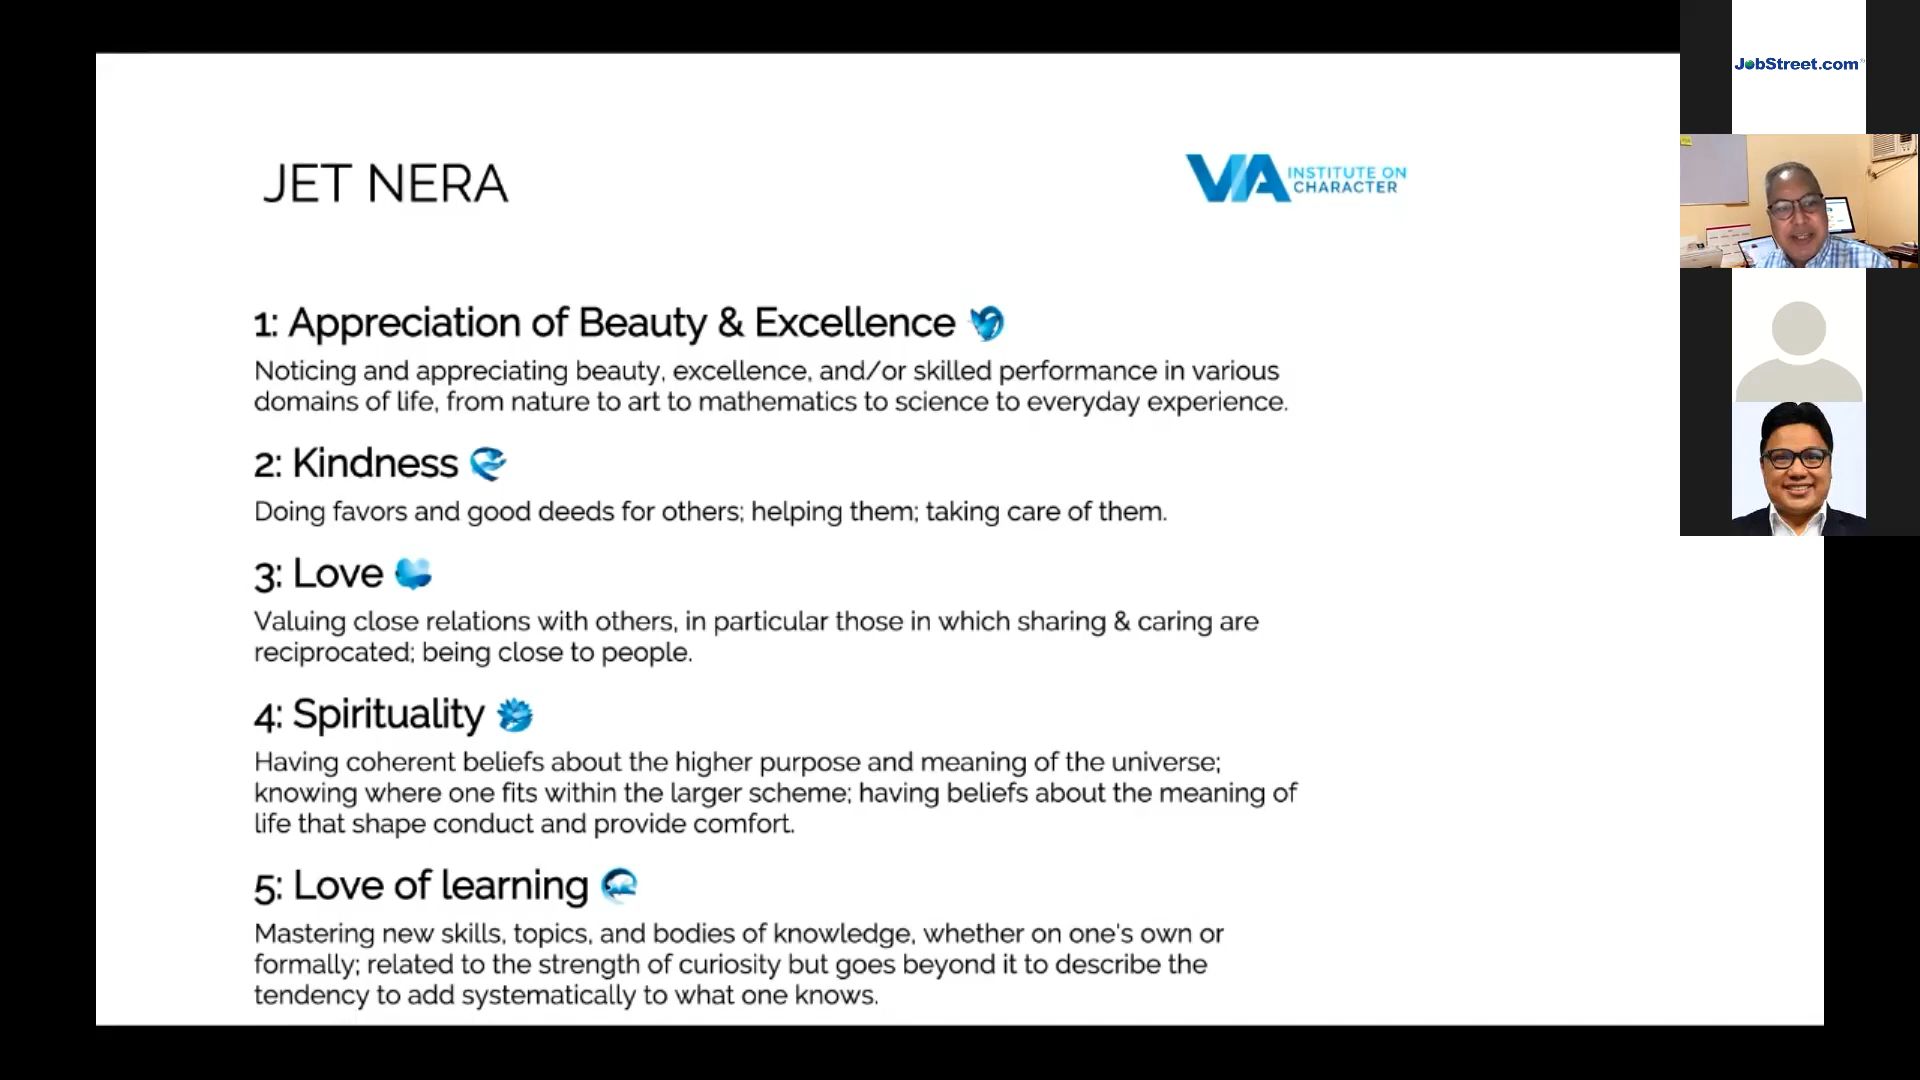 JET NERA
VIA INSTITUTE ON
CHARACTER
1: Appreciation of Beauty & Excellence
Noticing and appreciating beauty, excellence, and/or skilled performance in various
domains of life, from nature to art to mathematics to science to everyday experience.
2: Kindness
Doing favors and good deeds for others; helping them; taking care of them.
3: Love
Valuing close relations with others, in particular those in which sharing & caring are
reciprocated; being close to people.
4: Spirituality
Having coherent beliefs about the higher purpose and meaning of the universe;
knowing where one fits within the larger scheme; having beliefs about the meaning of
life that shape conduct and provide comfort.
5: Love of learning
Mastering new skills, topics, and bodies of knowledge, whether on one's own or
formally; related to the strength of curiosity but goes beyond it to describe the
tendency to add systematically to what one knows.
JobStreet.com